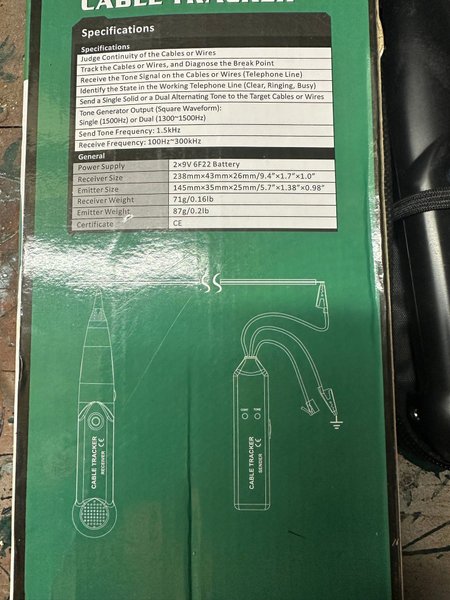 CABLE TRACKER
Specifications
Specifications
Judge Continuity of the Cables or Wires
Track the Cables or Wires, and Diagnose the Break Point
Receive the Tone Signal on the Cables or Wires (Telephone Line)
Identify the State in the Working Telephone Line (Clear, Ringing, Busy)
Send a Single Solid or a Dual Alternating Tone to the Target Cables or Wires
Tone Generator Output (Square Waveform):
Single (1500Hz) or Dual (1300~1500Hz)
Send Tone Frequency: 1.5kHz
Receive Frequency: 100Hz~300kHz
General
Power Supply 2×9V 6F22 Battery
Receiver Size 238mm×43mm×26mm/9.4"×1.7"×1.0"
Emitter Size 145mm×35mm×25mm/5.7"×1.38"×0.98"
Receiver Weight 71g/0.16lb
Emitter Weight 87g/0.2lb
Certificate CE
CABLE TRACKER
RECEIVER CE
CABLE TRACKER
SENDER CE